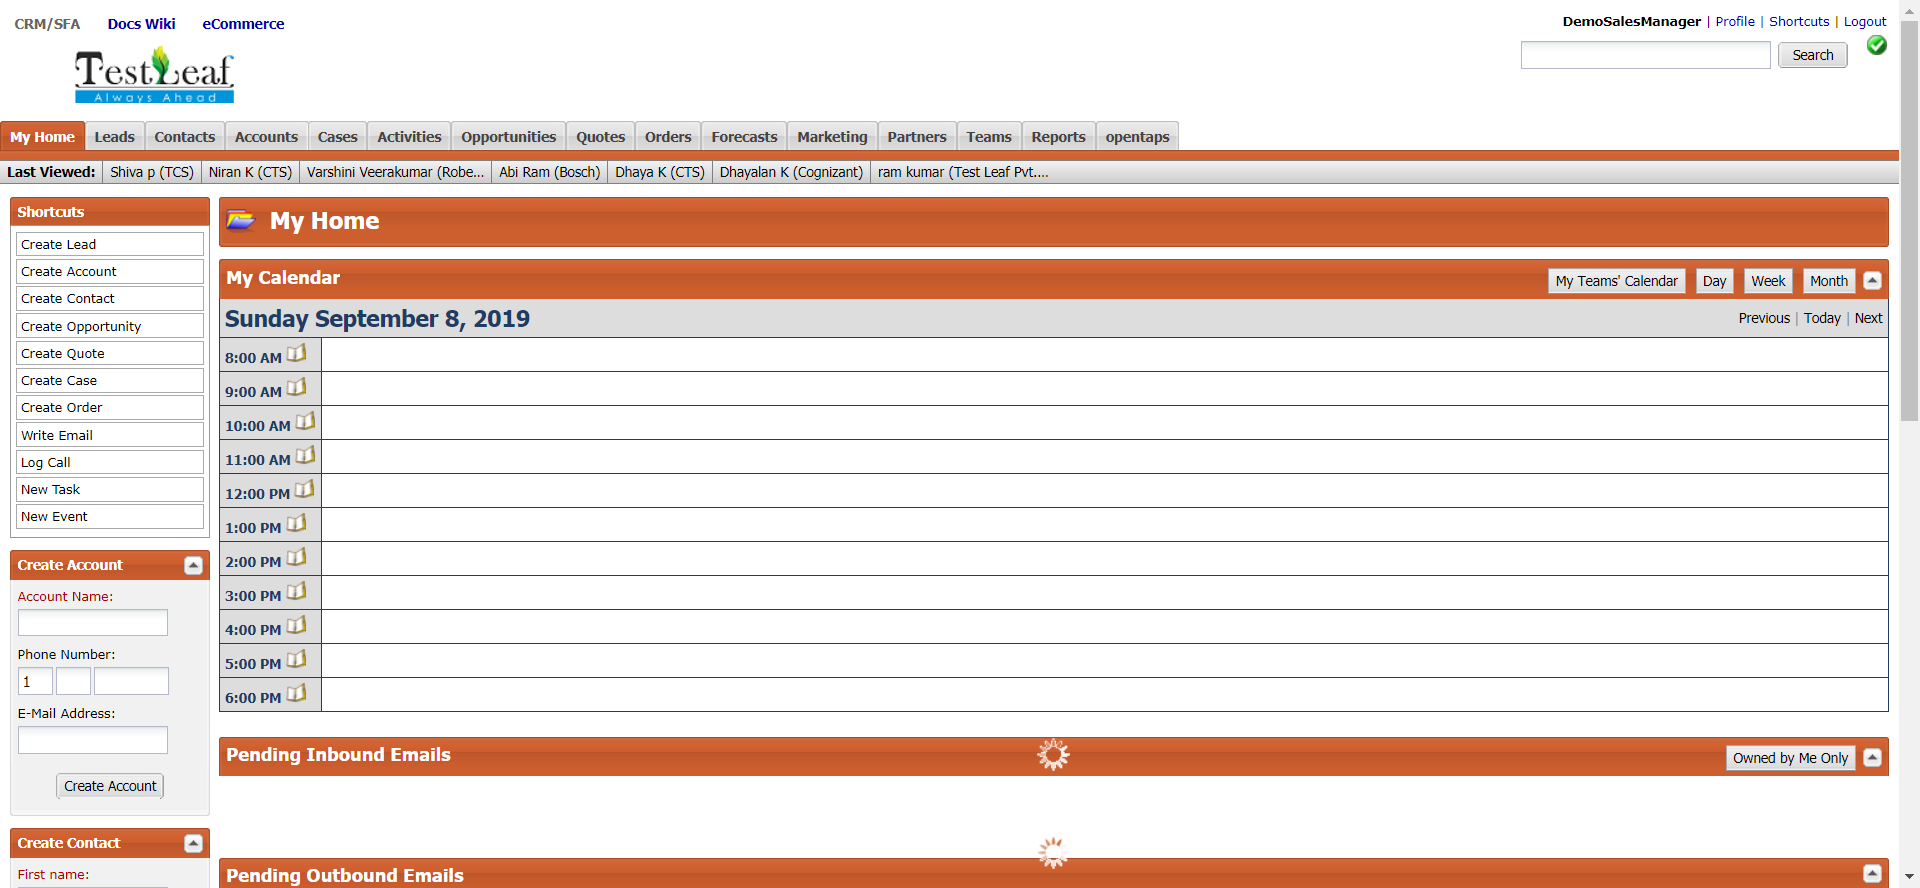 CRM/SFA Docs Wiki eCommerce
DemoSalesManager | Profile | Shortcuts | Logout
Search
TestLeaf
Always Ahead
My Home Leads Contacts Accounts Cases Activities Opportunities Quotes Orders Forecasts Marketing Partners Teams Reports opentaps
Last Viewed: Shiva p (TCS) Niran K (CTS) Varshini Veerakumar (Robe... Abi Ram (Bosch) Dhaya K (CTS) Dhayalan K (Cognizant) ram kumar (Test Leaf Pvt....
Shortcuts
Create Lead
Create Account
Create Contact
Create Opportunity
Create Quote
Create Case
Create Order
Write Email
Log Call
New Task
New Event
Create Account
Account Name:
Phone Number:
1
E-Mail Address:
Create Account
Create Contact
First name:
My Home
My Calendar
My Teams' Calendar Day Week Month
Sunday September 8, 2019
Previous | Today | Next
8:00 AM
9:00 AM
10:00 AM
11:00 AM
12:00 PM
1:00 PM
2:00 PM
3:00 PM
4:00 PM
5:00 PM
6:00 PM
Pending Inbound Emails
Owned by Me Only
Pending Outbound Emails